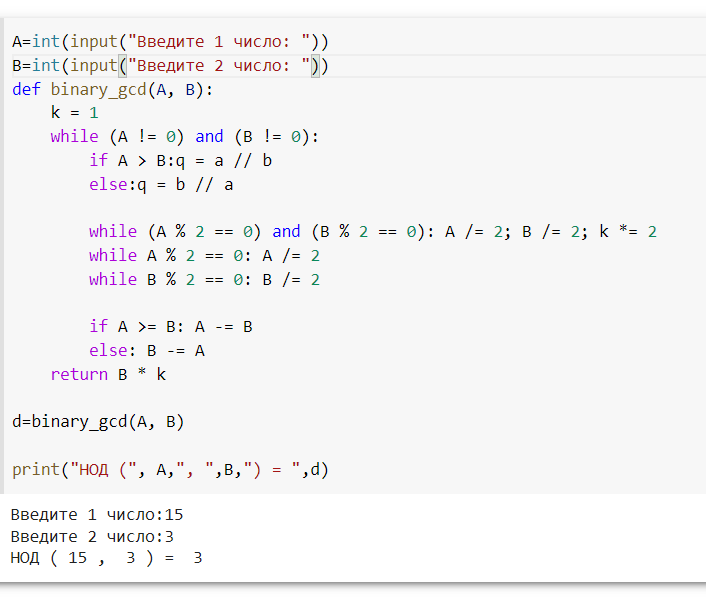 A=int(input("Введите 1 число: "))
B=int(input("Введите 2 число: "))
def binary_gcd(A, B):
    k = 1
    while (A != 0) and (B != 0):
        if A > B:q = a // b
        else:q = b // a
        while (A % 2 == 0) and (B % 2 == 0): A /= 2; B /= 2; k *= 2
        while A % 2 == 0: A /= 2
        while B % 2 == 0: B /= 2
        if A >= B: A -= B
        else: B -= A
    return B * k
d=binary_gcd(A, B)
print("НОД (", A,", ",B,") = ",d)
Введите 1 число:15
Введите 2 число:3
НОД ( 15 ,  3 ) =  3